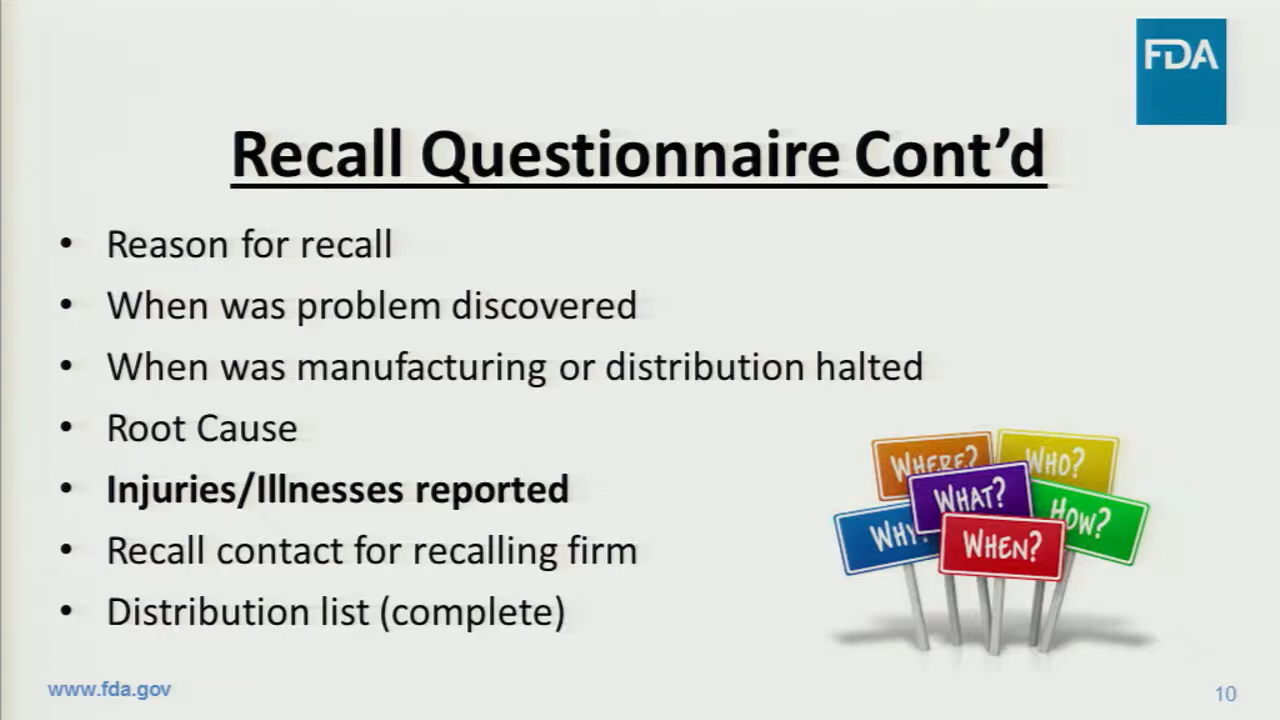 FDA
Recall Questionnaire Cont'd
• Reason for recall
• When was problem discovered
• When was manufacturing or distribution halted
• Root Cause
• Injuries/Illnesses reported
• Recall contact for recalling firm
• Distribution list (complete)
WHERE?
WHO?
WHAT?
HOW?
WHY?
WHEN?
www.fda.gov
10